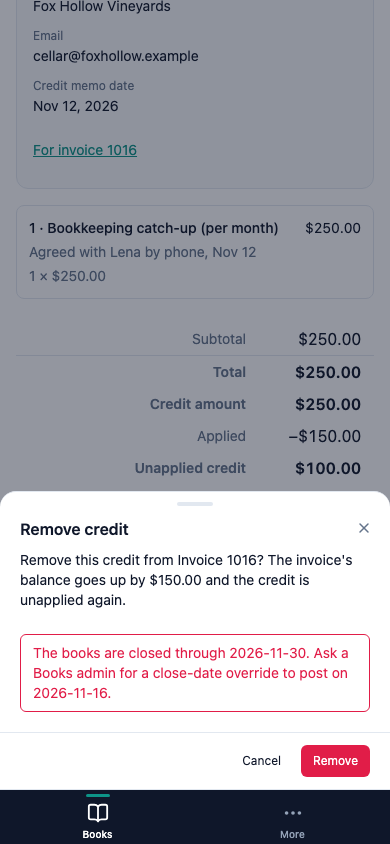 Fox Hollow Vineyards
Email
cellar@foxhollow.example
Credit memo date
Nov 12, 2026
For invoice 1016
1 · Bookkeeping catch-up (per month) $250.00
Agreed with Lena by phone, Nov 12
1 × $250.00
Subtotal $250.00
Total $250.00
Credit amount $250.00
Applied –$150.00
Unapplied credit $100.00
Remove credit
Remove this credit from Invoice 1016? The invoice's
balance goes up by $150.00 and the credit is
unapplied again.
The books are closed through 2026-11-30. Ask a
Books admin for a close-date override to post on
2026-11-16.
Cancel Remove
Books More